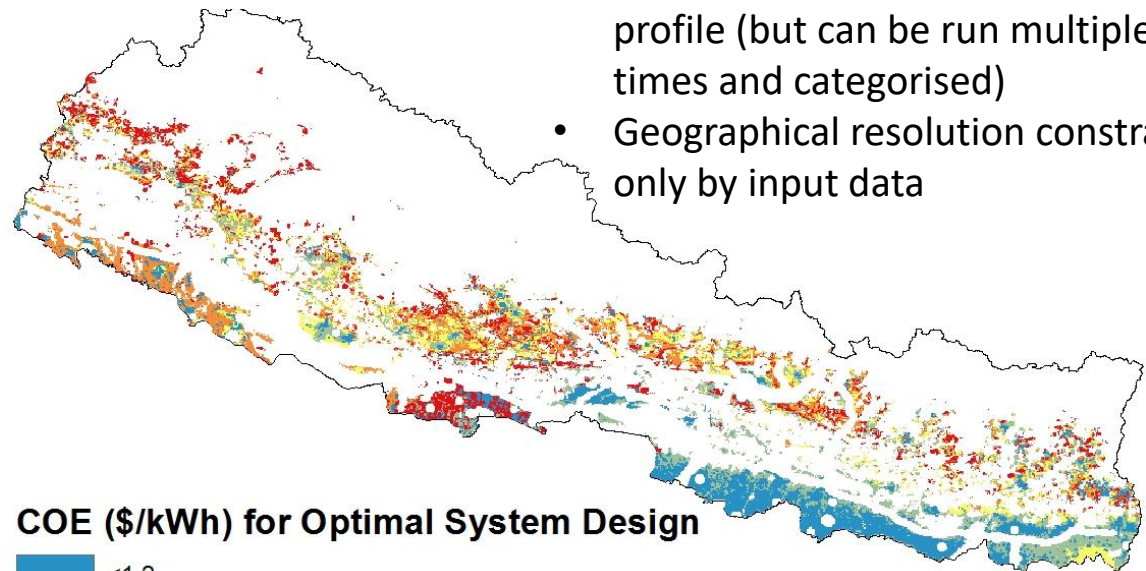 profile (but can be run multiple
times and categorised)
• Geographical resolution
only by input data
COE ($/kWh) for Optimal System Design